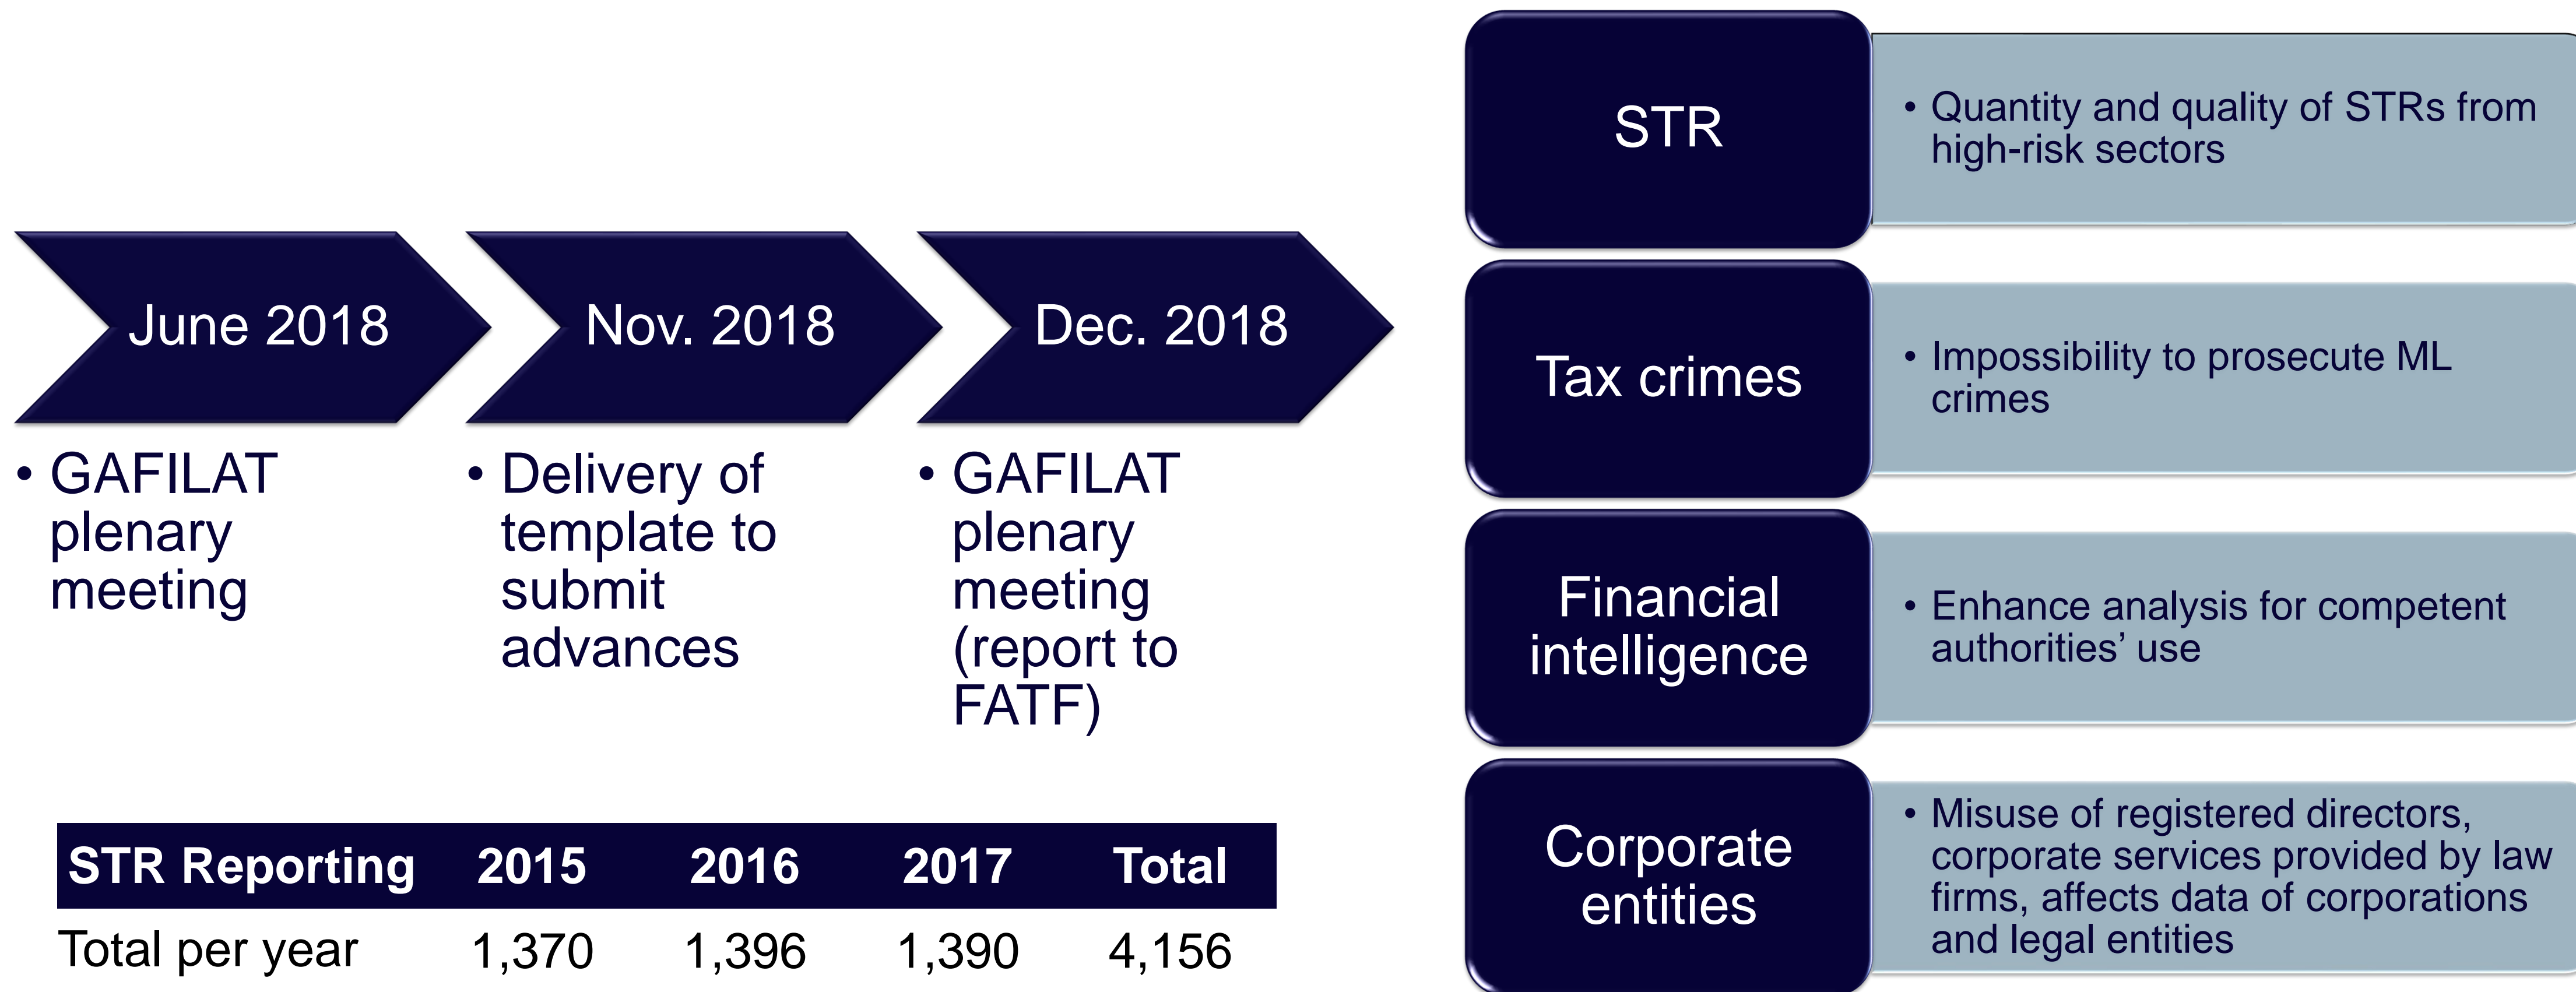 June 2018
• GAFILAT
plenary
meeting
Nov. 2018
• Delivery of
template to
submit
advances
Dec. 2018
• GAFILAT
plenary
meeting
(report to
FATF)
STR Reporting 2015 2016 2017 Total
Total per year 1,370 1,396 1,390 4,156
STR
• Quantity and quality of STRs from
high-risk sectors
Tax crimes
• Impossibility to prosecute ML
crimes
Financial
intelligence
• Enhance analysis for competent
authorities’ use
Corporate
entities
• Misuse of registered directors,
corporate services provided by law
firms, affects data of corporations
and legal entities